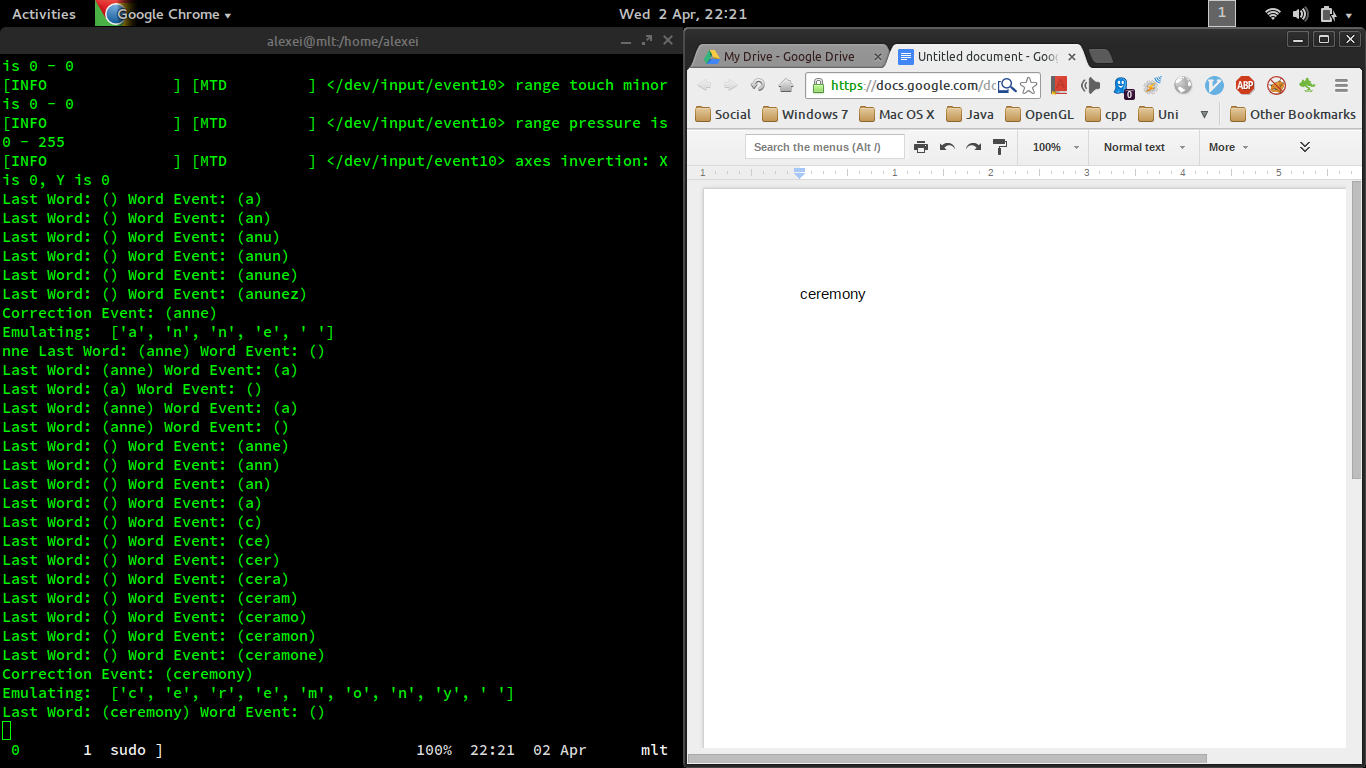 Activities Google Chrome Wed 2 Apr, 22:21 1
alexei@mlt:/home/alexei
is 0 - 0
[INFO ] [MTD ] </dev/input/event10> range touch minor
is 0 - 0
[INFO ] [MTD ] </dev/input/event10> range pressure is
0 - 255
[INFO ] [MTD ] </dev/input/event10> axes invertion: X
is 0, Y is 0
Last Word: () Word Event: (a)
Last Word: () Word Event: (an)
Last Word: () Word Event: (anu)
Last Word: () Word Event: (anun)
Last Word: () Word Event: (anune)
Last Word: () Word Event: (anunez)
Correction Event: (anne)
Emulating:  ['a', 'n', 'n', 'e', ' ']
nne Last Word: (anne) Word Event: ()
Last Word: (anne) Word Event: (a)
Last Word: (a) Word Event: ()
Last Word: (anne) Word Event: (a)
Last Word: (anne) Word Event: ()
Last Word: () Word Event: (anne)
Last Word: () Word Event: (ann)
Last Word: () Word Event: (an)
Last Word: () Word Event: (a)
Last Word: () Word Event: (c)
Last Word: () Word Event: (ce)
Last Word: () Word Event: (cer)
Last Word: () Word Event: (cera)
Last Word: () Word Event: (ceram)
Last Word: () Word Event: (ceramo)
Last Word: () Word Event: (ceramon)
Last Word: () Word Event: (ceramone)
Correction Event: (ceremony)
Emulating:  ['c', 'e', 'r', 'e', 'm', 'o', 'n', 'y', ' ']
Last Word: (ceremony) Word Event: ()
0 1 sudo ] 100% 22:21 02 Apr mlt
My Drive - Google Drive Untitled document - Goo
https://docs.google.com/dc 0 ABP
Social Windows 7 Mac OS X Java OpenGL cpp Uni Other Bookmarks
Search the menus (Alt /) 100% Normal text More
1 1 2 3 4 5
ceremony